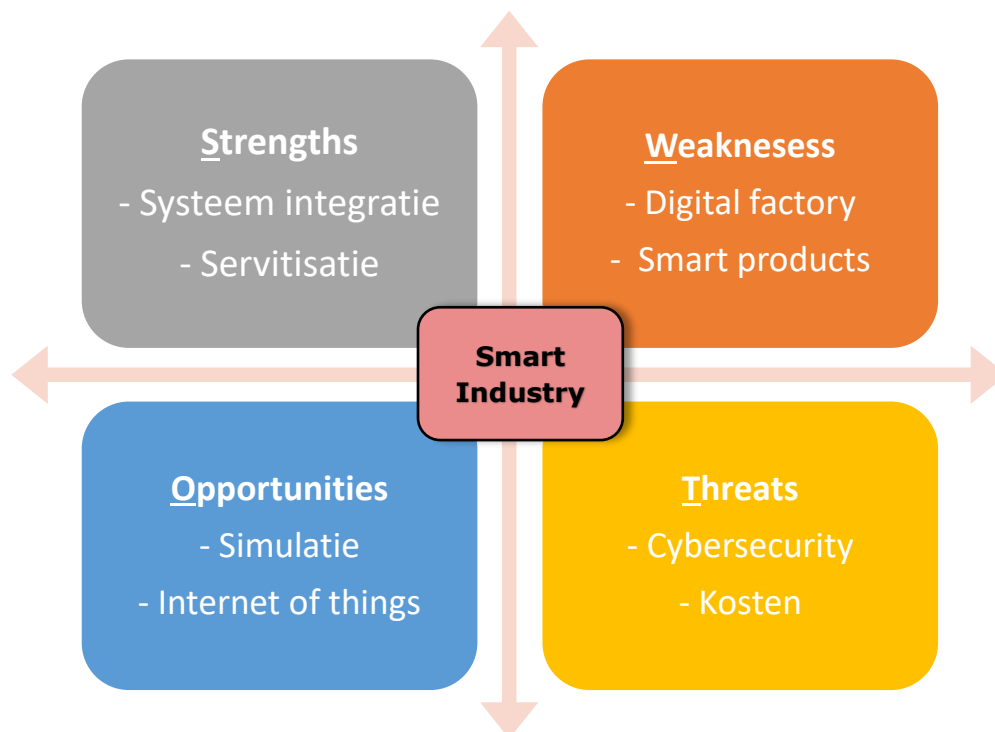 Strengths
- Systeem integratie
- Servitisatie
Weaknesess
- Digital factory
- Smart products
Smart
Industry
Opportunities
- Simulatie
- Internet of things
Threats
- Cybersecurity
- Kosten